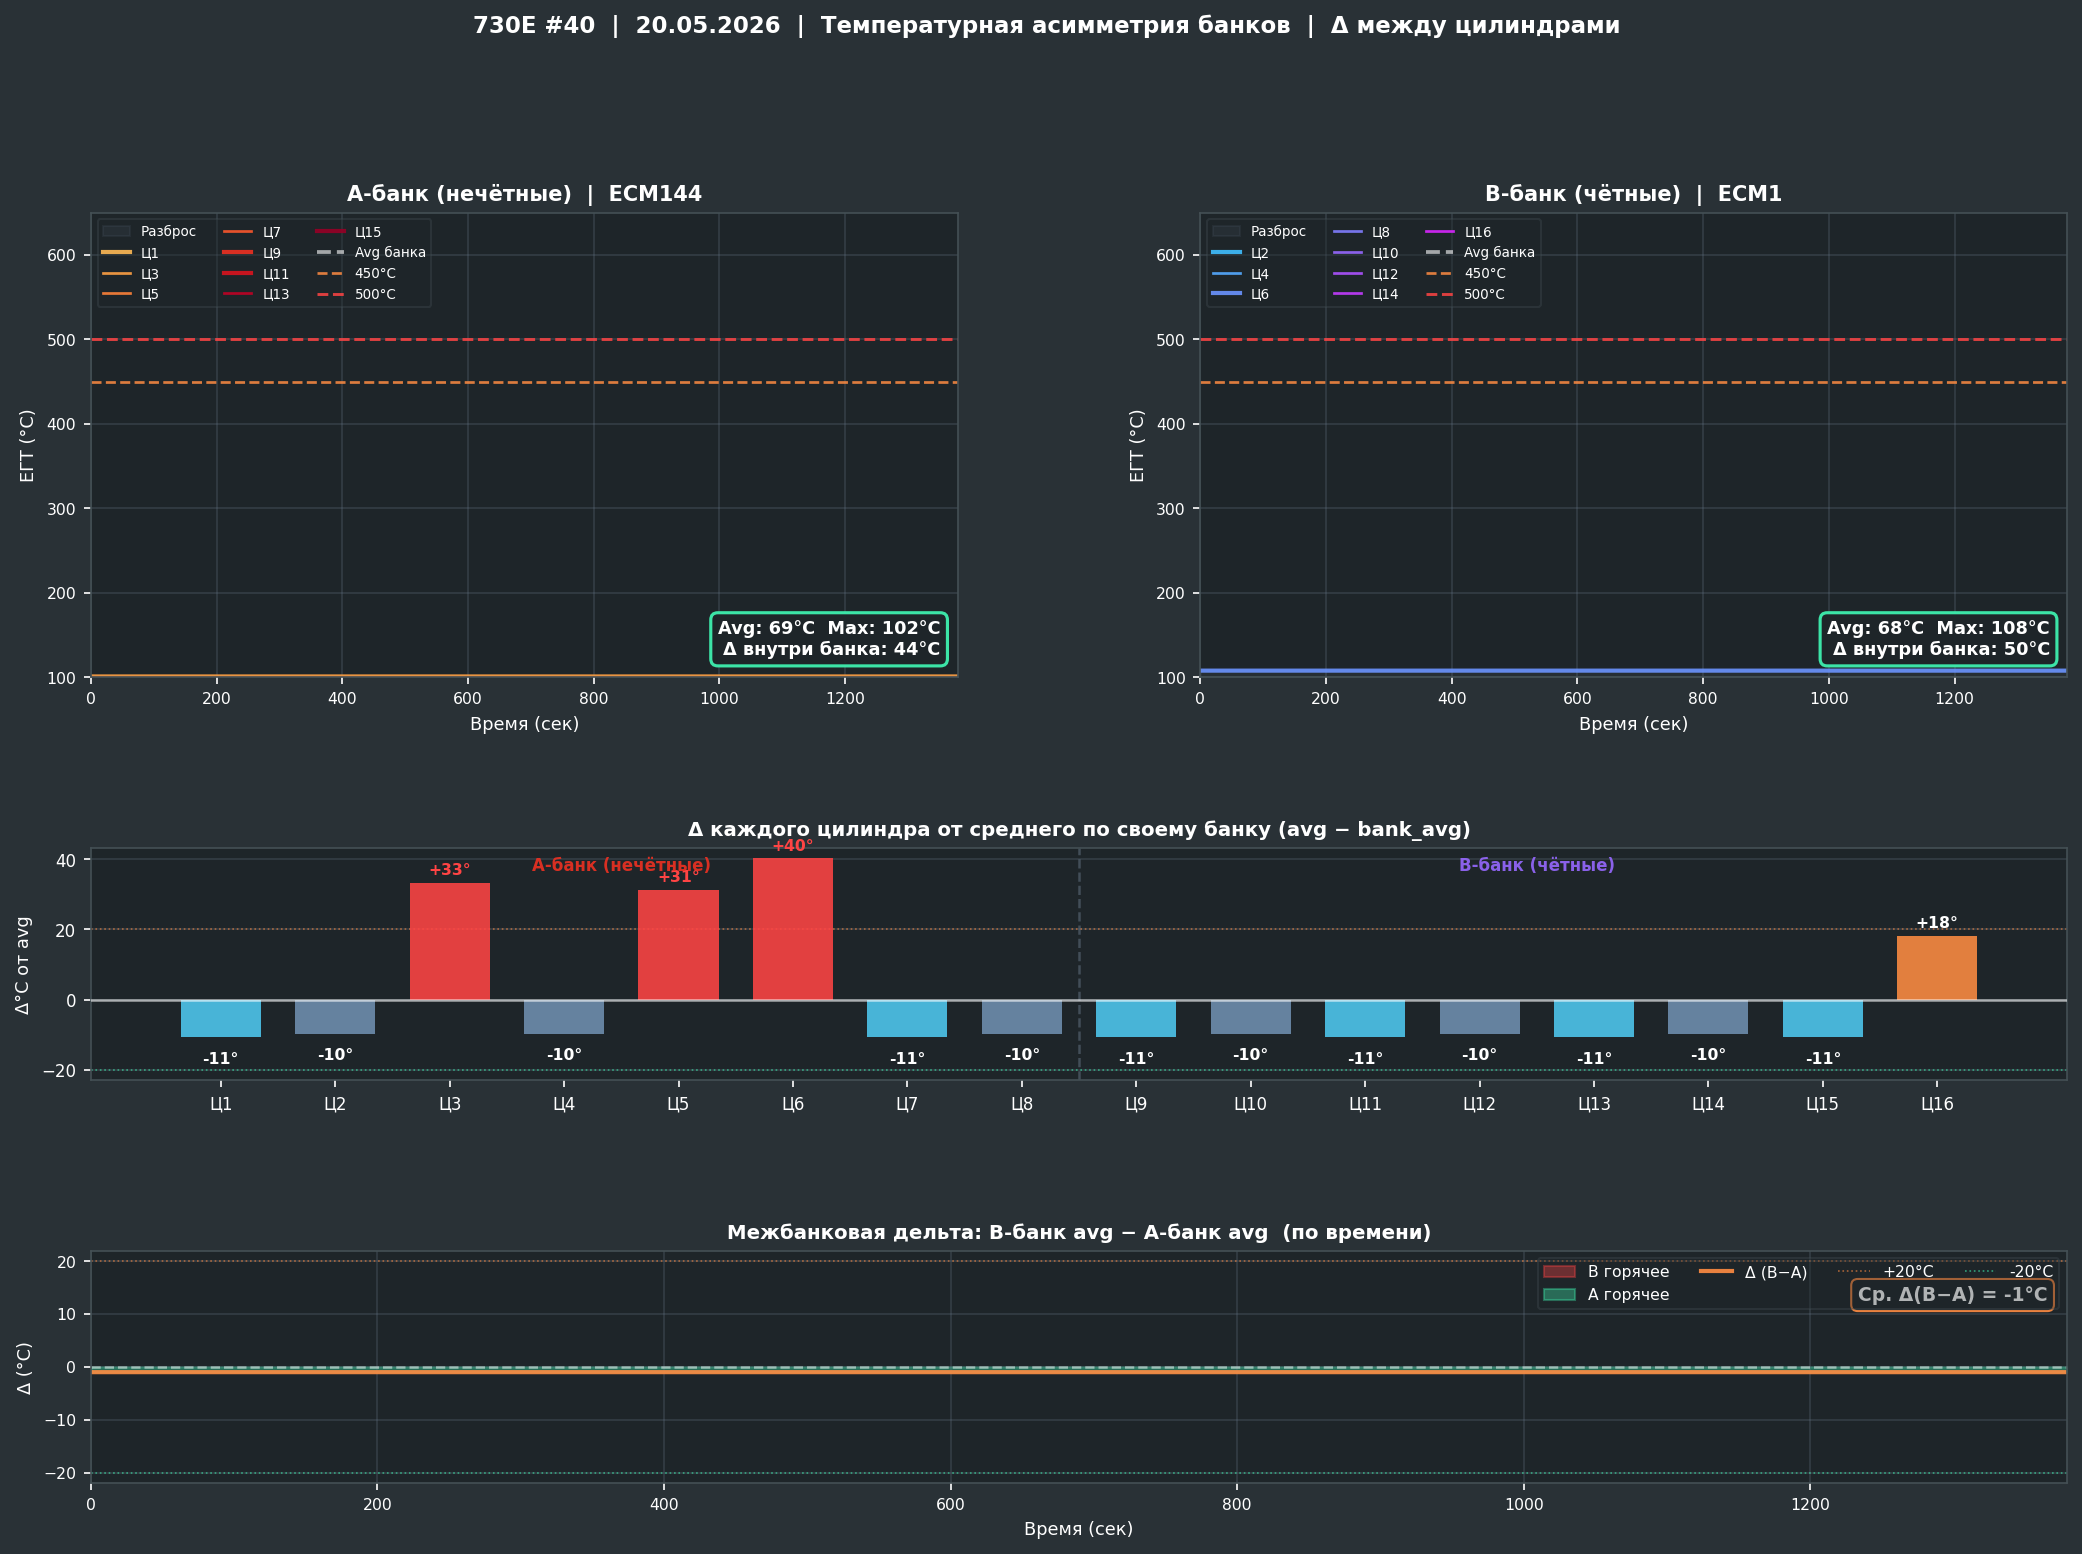 730E #40 | 20.05.2026 | Температурная асимметрия банков | Δ между цилиндрами
А-банк (нечётные) | ECM144
Разброс
Ц1
Ц3
Ц5
Ц7
Ц9
Ц11
Ц13
Ц15
Avg банка
450°C
500°C
ЕГТ (°C)
600
500
400
300
200
100
Avg: 69°C Max: 102°C
Δ внутри банка: 44°C
0 200 400 600 800 1000 1200
Время (сек)
В-банк (чётные) | ECM1
Разброс
Ц2
Ц4
Ц6
Ц8
Ц10
Ц12
Ц14
Ц16
Avg банка
450°C
500°C
ЕГТ (°C)
600
500
400
300
200
100
Avg: 68°C Max: 108°C
Δ внутри банка: 50°C
0 200 400 600 800 1000 1200
Время (сек)
Δ каждого цилиндра от среднего по своему банку (avg − bank_avg)
Δ°C от avg
40
20
0
−20
А-банк (нечётные)
В-банк (чётные)
-11° -10° +33° -10° +31° +40° -11° -10° -11° -10° -11° -10° -11° -10° -11° +18°
Ц1 Ц2 Ц3 Ц4 Ц5 Ц6 Ц7 Ц8 Ц9 Ц10 Ц11 Ц12 Ц13 Ц14 Ц15 Ц16
Межбанковая дельта: В-банк avg − А-банк avg (по времени)
Δ (°C)
20
10
0
−10
−20
В горячее
А горячее
Δ (В−А)
+20°C
-20°C
Ср. Δ(В−А) = -1°C
0 200 400 600 800 1000 1200
Время (сек)